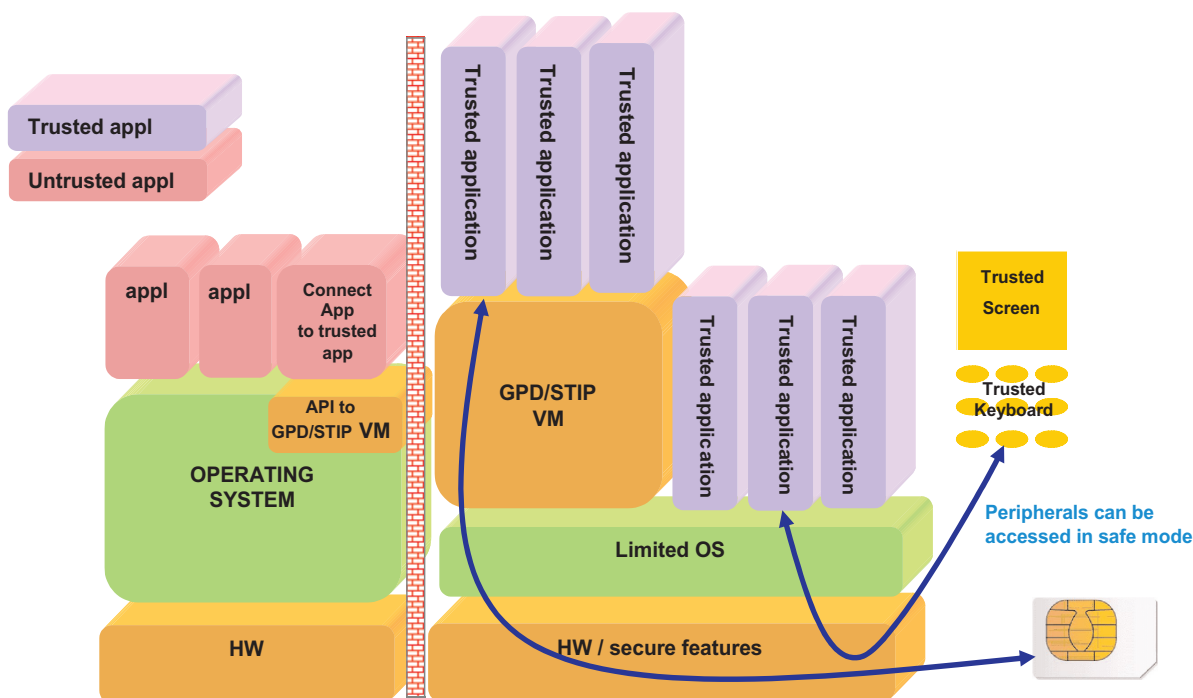 Trusted appl
Untrusted appl
appl
appl
Connect
App
to trusted
app
API to
GPD/STIP VM
OPERATING
SYSTEM
HW
Trusted application
Trusted application
Trusted application
GPD/STIP
VM
Trusted application
Trusted application
Trusted application
Limited OS
HW / secure features
Trusted
Screen
Trusted
Keyboard
Peripherals can be
accessed in safe mode